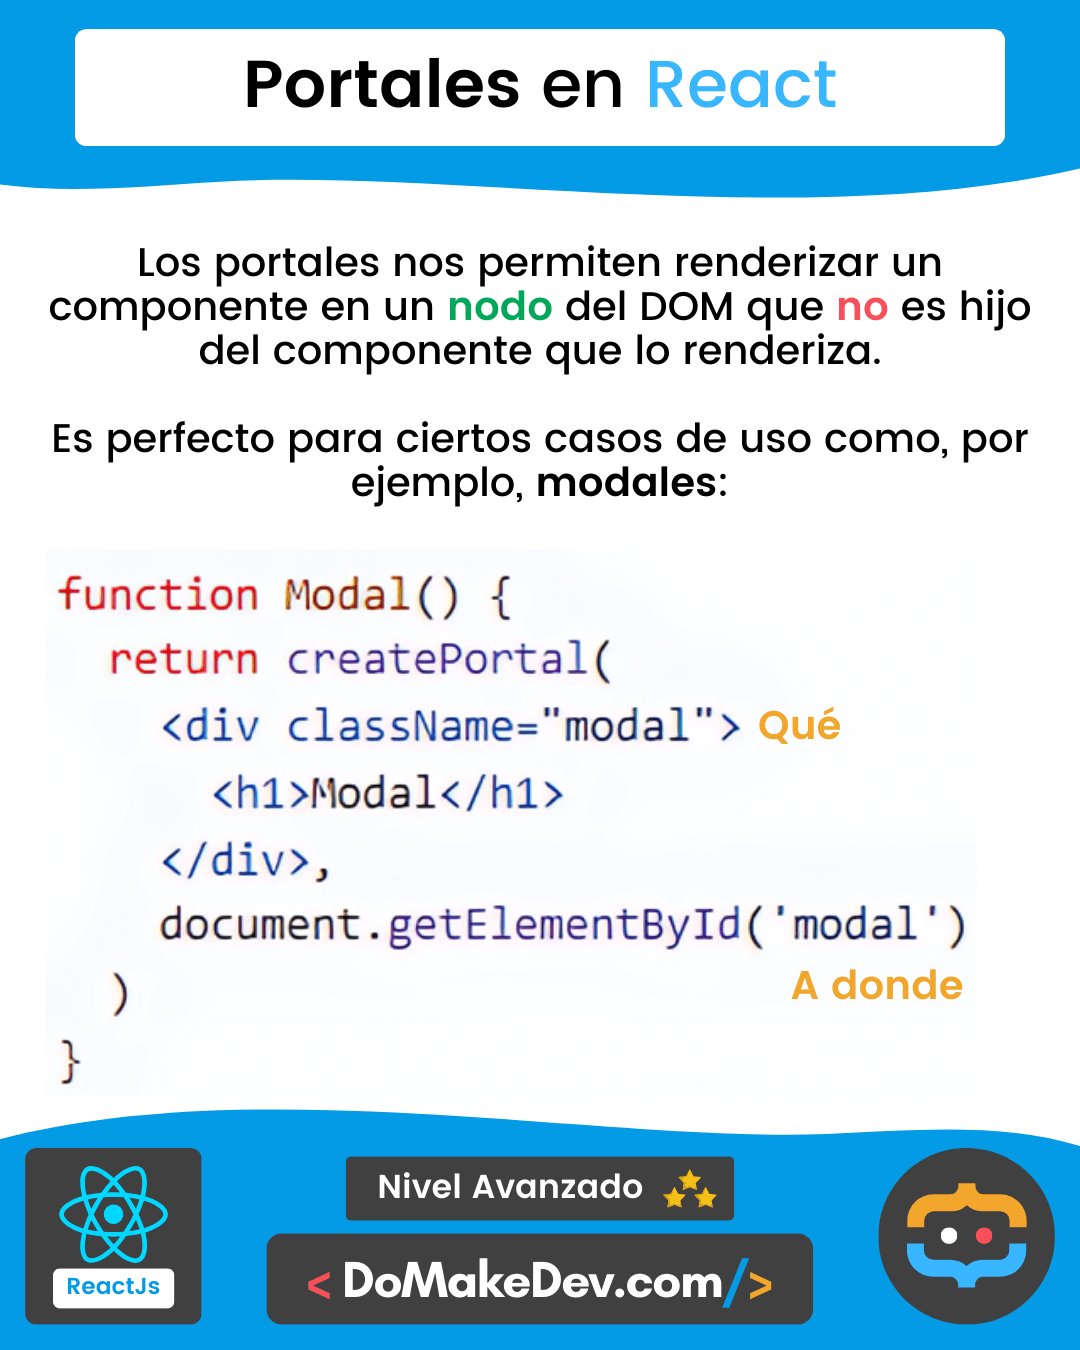 Portales en React
Los portales nos permiten renderizar un
componente en un nodo del DOM que no es hijo
del componente que lo renderiza.
Es perfecto para ciertos casos de uso como, por
ejemplo, modales:
function Modal() {
  return createPortal(
    <div className="modal"> Qué
      <h1>Modal</h1>
    </div>,
    document.getElementById('modal')
A donde
  )
}
ReactJs
Nivel Avanzado
< DoMakeDev.com/>